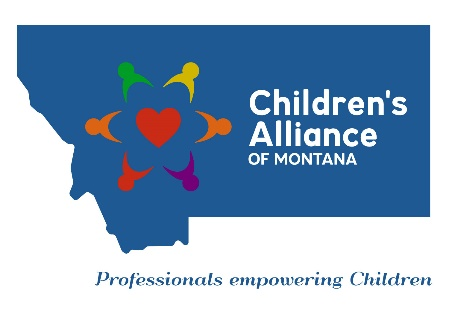 Children's
Alliance
OF MONTANA
Professionals empowering Children